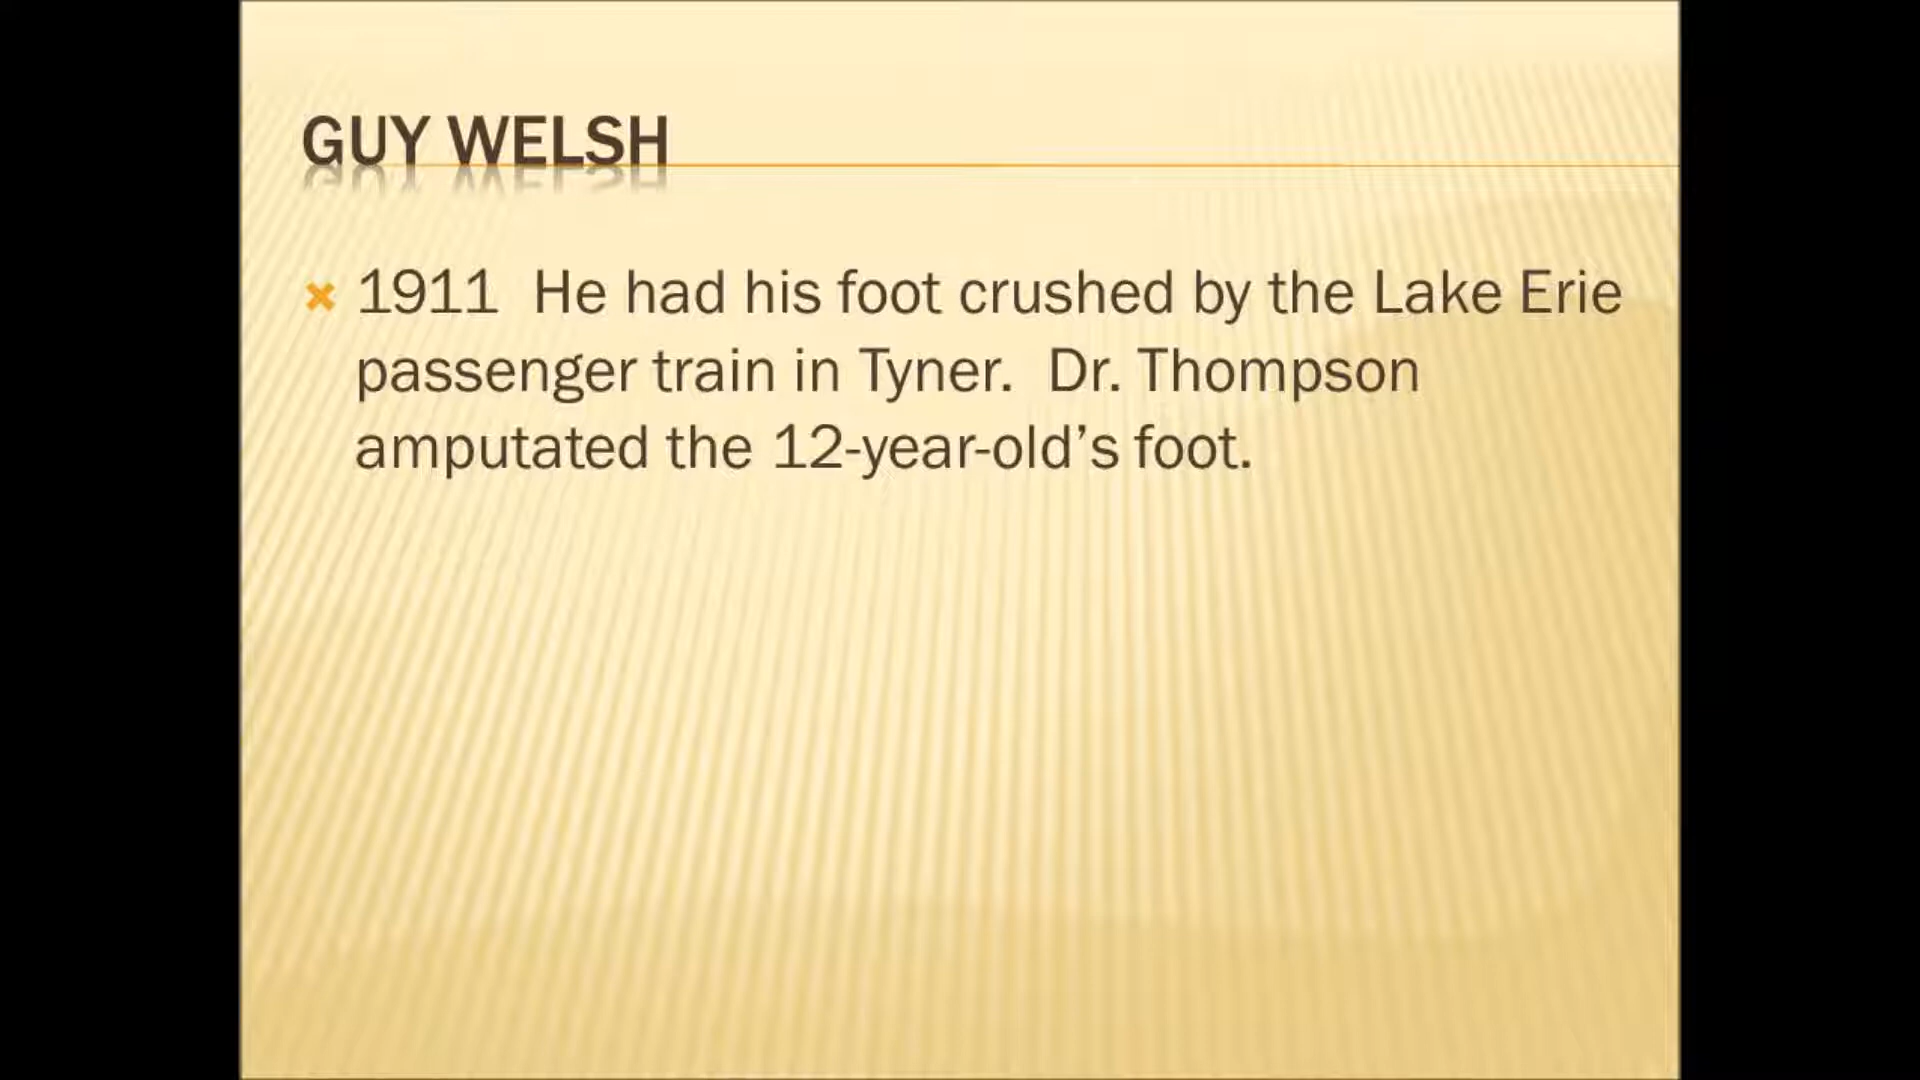 GUY WELSH
1911  He had his foot crushed by the Lake Erie
passenger train in Tyner.  Dr. Thompson
amputated the 12-year-old’s foot.